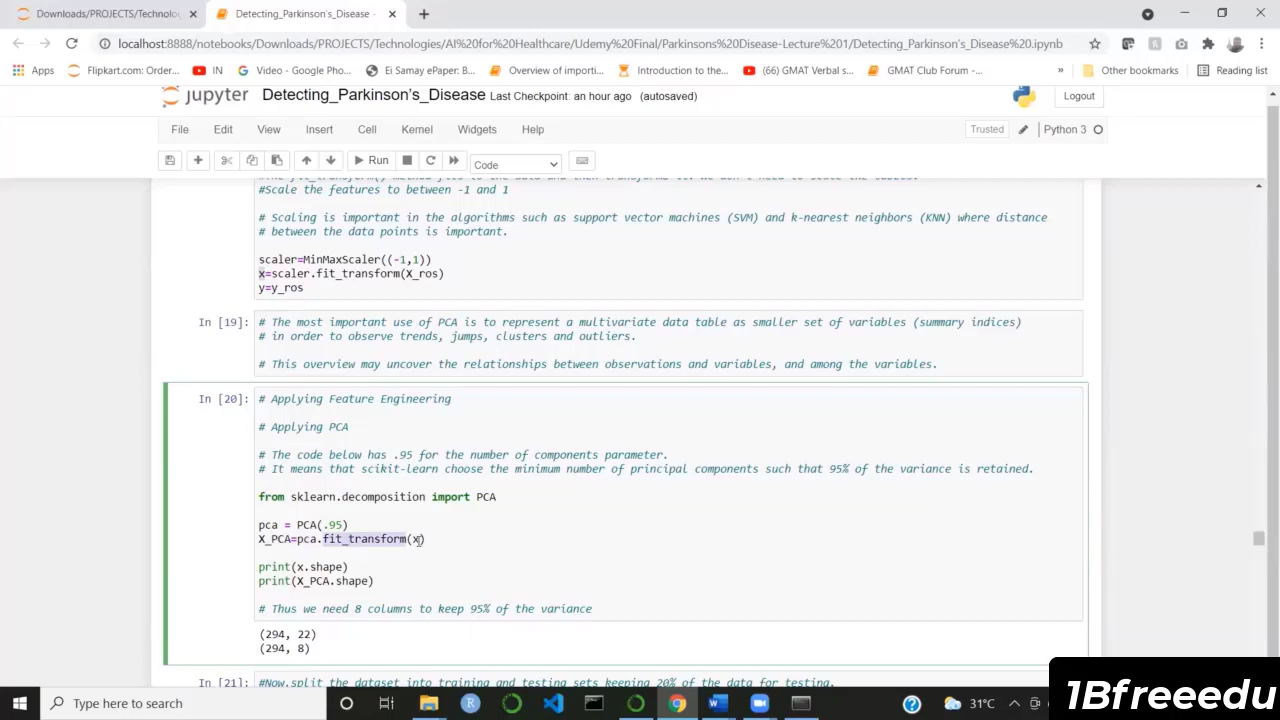 Downloads/PROJECTS/Technolog
Detecting_Parkinson's_Disease -
localhost:8888/notebooks/Downloads/PROJECTS/Technologies/AI%20for%20Healthcare/Udemy%20Final/Parkinsons%20Disease-Lecture%201/Detecting_Parkinson's_Disease%20.ipynb
Apps Flipkart.com: Order... IN Video - Google Pho... Ei Samay ePaper: B... Overview of importi... Introduction to the... (66) GMAT Verbal s... GMAT Club Forum -... » Other bookmarks Reading list
jupyter Detecting_Parkinson's_Disease Last Checkpoint: an hour ago (autosaved) Logout
File Edit View Insert Cell Kernel Widgets Help Trusted Python 3
Run Code
#Scale the features to between -1 and 1
# Scaling is important in the algorithms such as support vector machines (SVM) and k-nearest neighbors (KNN) where distance
# between the data points is important.
scaler=MinMaxScaler((-1,1))
x=scaler.fit_transform(X_ros)
y=y_ros
In [19]: # The most important use of PCA is to represent a multivariate data table as smaller set of variables (summary indices)
# in order to observe trends, jumps, clusters and outliers.
# This overview may uncover the relationships between observations and variables, and among the variables.
In [20]: # Applying Feature Engineering
# Applying PCA
# The code below has .95 for the number of components parameter.
# It means that scikit-learn choose the minimum number of principal components such that 95% of the variance is retained.
from sklearn.decomposition import PCA
pca = PCA(.95)
X_PCA=pca.fit_transform(x)
print(x.shape)
print(X_PCA.shape)
# Thus we need 8 columns to keep 95% of the variance
(294, 22)
(294, 8)
In [21]: #Now,split the dataset into training and testing sets keeping 20% of the data for testing.
Type here to search
31°C
1Bfreeedu